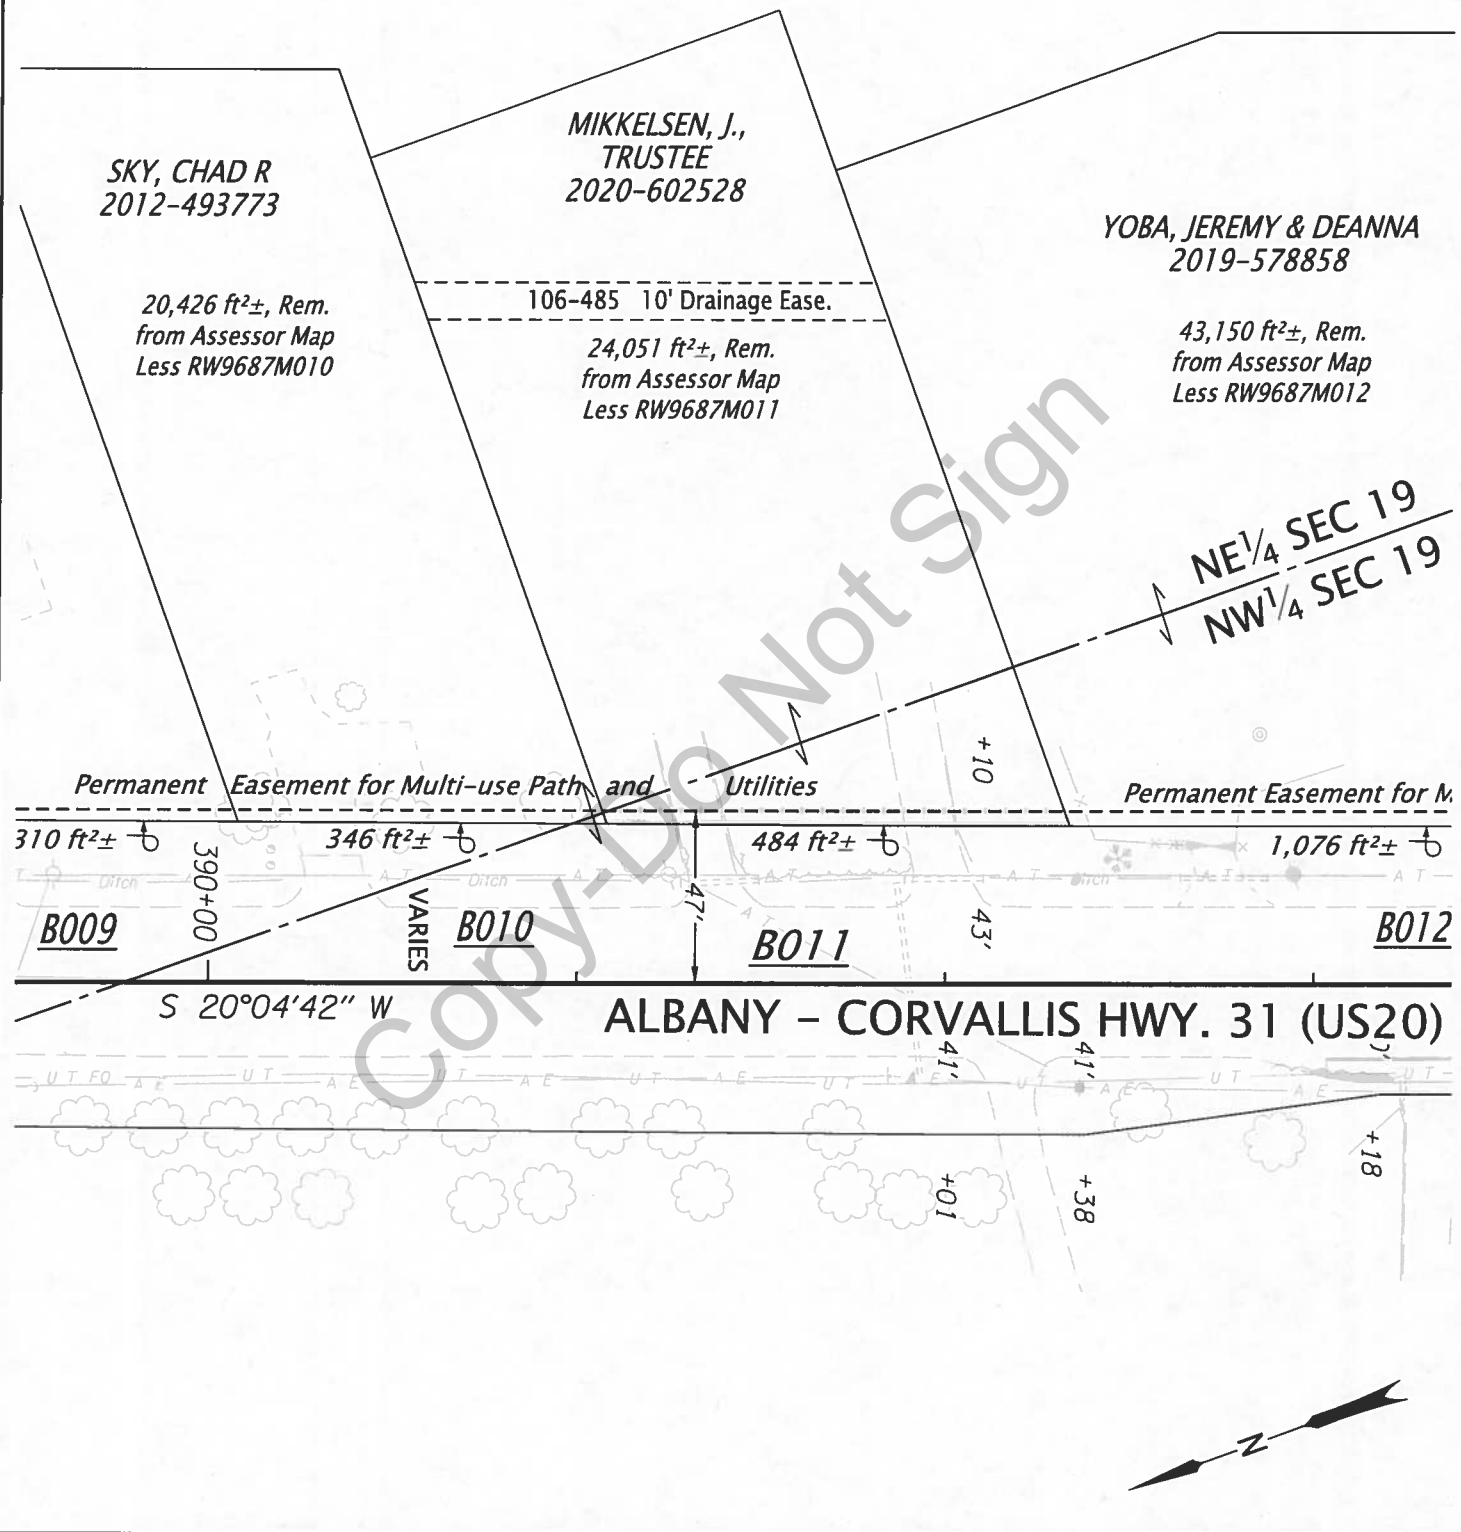 SKY, CHAD R
2012-493773
20,426 ft²±, Rem.
from Assessor Map
Less RW9687M010
MIKKELSEN, J.,
TRUSTEE
2020-602528
106-485 10' Drainage Ease.
24,051 ft²±, Rem.
from Assessor Map
Less RW9687M011
YOBA, JEREMY & DEANNA
2019-578858
43,150 ft²±, Rem.
from Assessor Map
Less RW9687M012
NE¼ SEC 19
NW¼ SEC 19
Copy-Do Not Sign
+10
Permanent Easement for Multi-use Path and Utilities
Permanent Easement for M
310 ft²±
346 ft²±
484 ft²±
1,076 ft²±
390+00
VARIES
47'
43'
Ditch
A T
Ditch
A T
A T
A T
A T
Ditch
A T
A T
B009
B010
B011
B012
S 20°04'42" W
ALBANY – CORVALLIS HWY. 31 (US20)
41'
41'
U T FO
A E
U T
A E
U T
A E
U T
A E
U T
A E
U T
A E
U T
A E
U T
+01
+38
+18
N